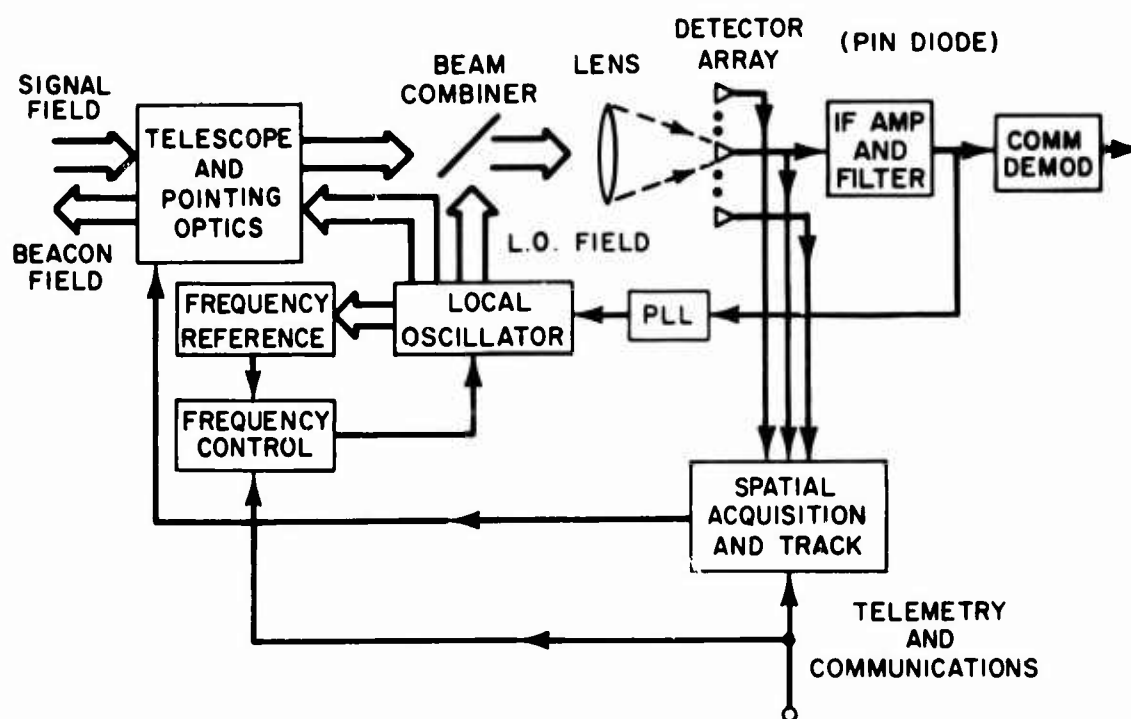 SIGNAL
FIELD
BEACON
FIELD
TELESCOPE
AND
POINTING
OPTICS
BEAM
COMBINER
LENS
DETECTOR
ARRAY
(PIN DIODE)
IF AMP
AND
FILTER
COMM
DEMOD
L.O. FIELD
FREQUENCY
REFERENCE
LOCAL
OSCILLATOR
PLL
FREQUENCY
CONTROL
SPATIAL
ACQUISITION
AND TRACK
TELEMETRY
AND
COMMUNICATIONS